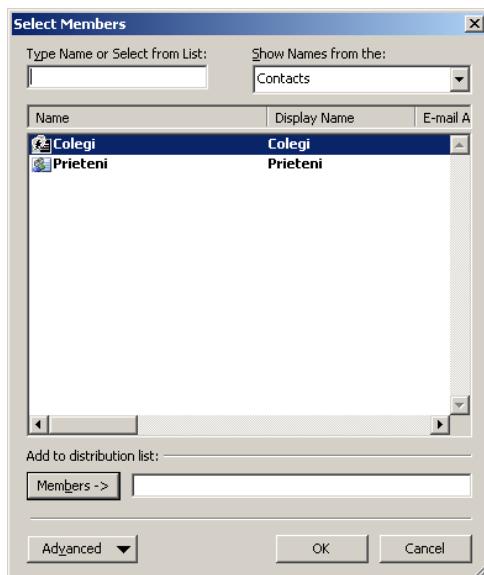 Select Members
Type Name or Select from List: Show Names from the:
Contacts
Name Display Name E-mail A
Colegi Colegi
Prieteni Prieteni
Add to distribution list:
Members ->
Advanced OK Cancel